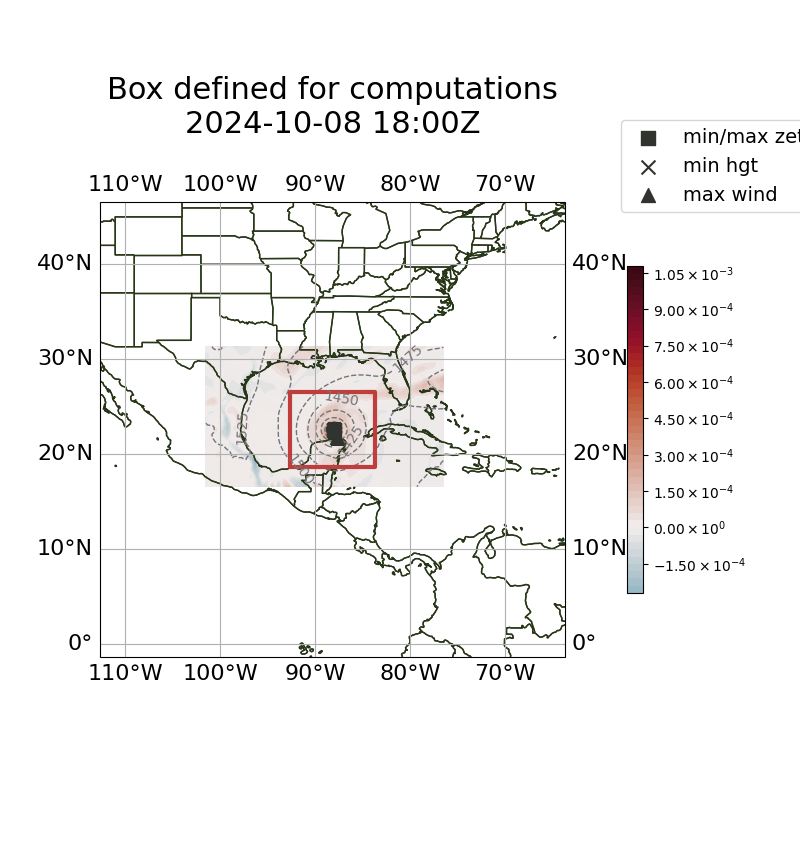 Box defined for computations
2024-10-08 18:00Z
min/max zet
min hgt
max wind
110°W 100°W 90°W 80°W 70°W
40°N 40°N
30°N 30°N
20°N 20°N
10°N 10°N
0° 0°
110°W 100°W 90°W 80°W 70°W
1475
1450
1.05 × 10⁻³
9.00 × 10⁻⁴
7.50 × 10⁻⁴
6.00 × 10⁻⁴
4.50 × 10⁻⁴
3.00 × 10⁻⁴
1.50 × 10⁻⁴
0.00 × 10⁰
−1.50 × 10⁻⁴